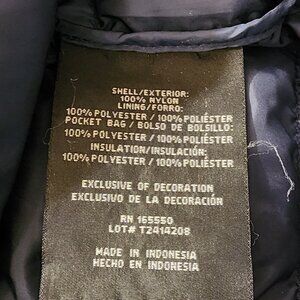 SHELL/EXTERIOR:
100% NYLON
LINING/FORRO:
100% POLYESTER / 100% POLIÉSTER
POCKET BAG / BOLSO DE BOLSILLO:
100% POLYESTER / 100% POLIÉSTER
INSULATION/INSULACIÓN:
100% POLYESTER / 100% POLIÉSTER
EXCLUSIVE OF DECORATION
EXCLUSIVO DE LA DECORACIÓN
RN 165550
LOT# T2414208
MADE IN INDONESIA
HECHO EN INDONESIA